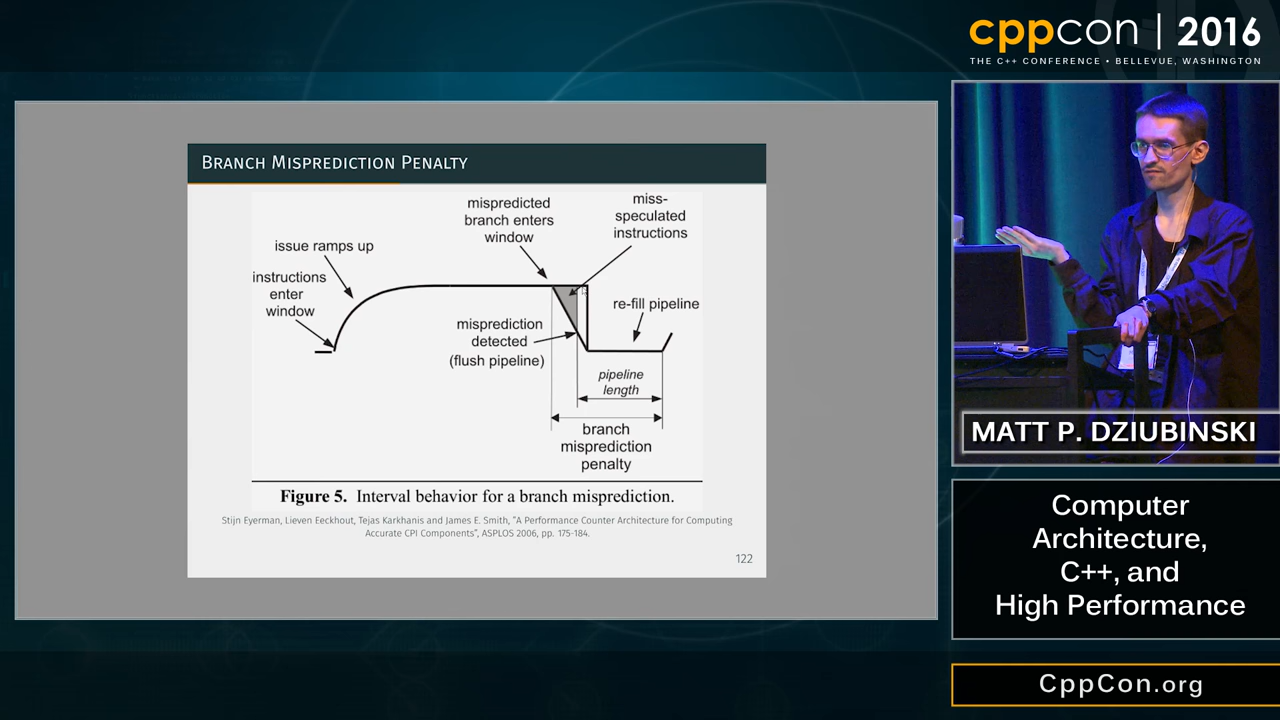 cppcon | 2016
THE C++ CONFERENCE • BELLEVUE, WASHINGTON
BRANCH MISPREDICTION PENALTY
mispredicted
branch enters
window
miss-
speculated
instructions
issue ramps up
instructions
enter
window
re-fill pipeline
misprediction
detected
(flush pipeline)
pipeline
length
branch
misprediction
penalty
Figure 5. Interval behavior for a branch misprediction.
Stijn Eyerman, Lieven Eeckhout, Tejas Karkhanis and James E. Smith, "A Performance Counter Architecture for Computing
Accurate CPI Components", ASPLOS 2006, pp. 175-184.
122
MATT P. DZIUBINSKI
Computer
Architecture,
C++, and
High Performance
CppCon.org